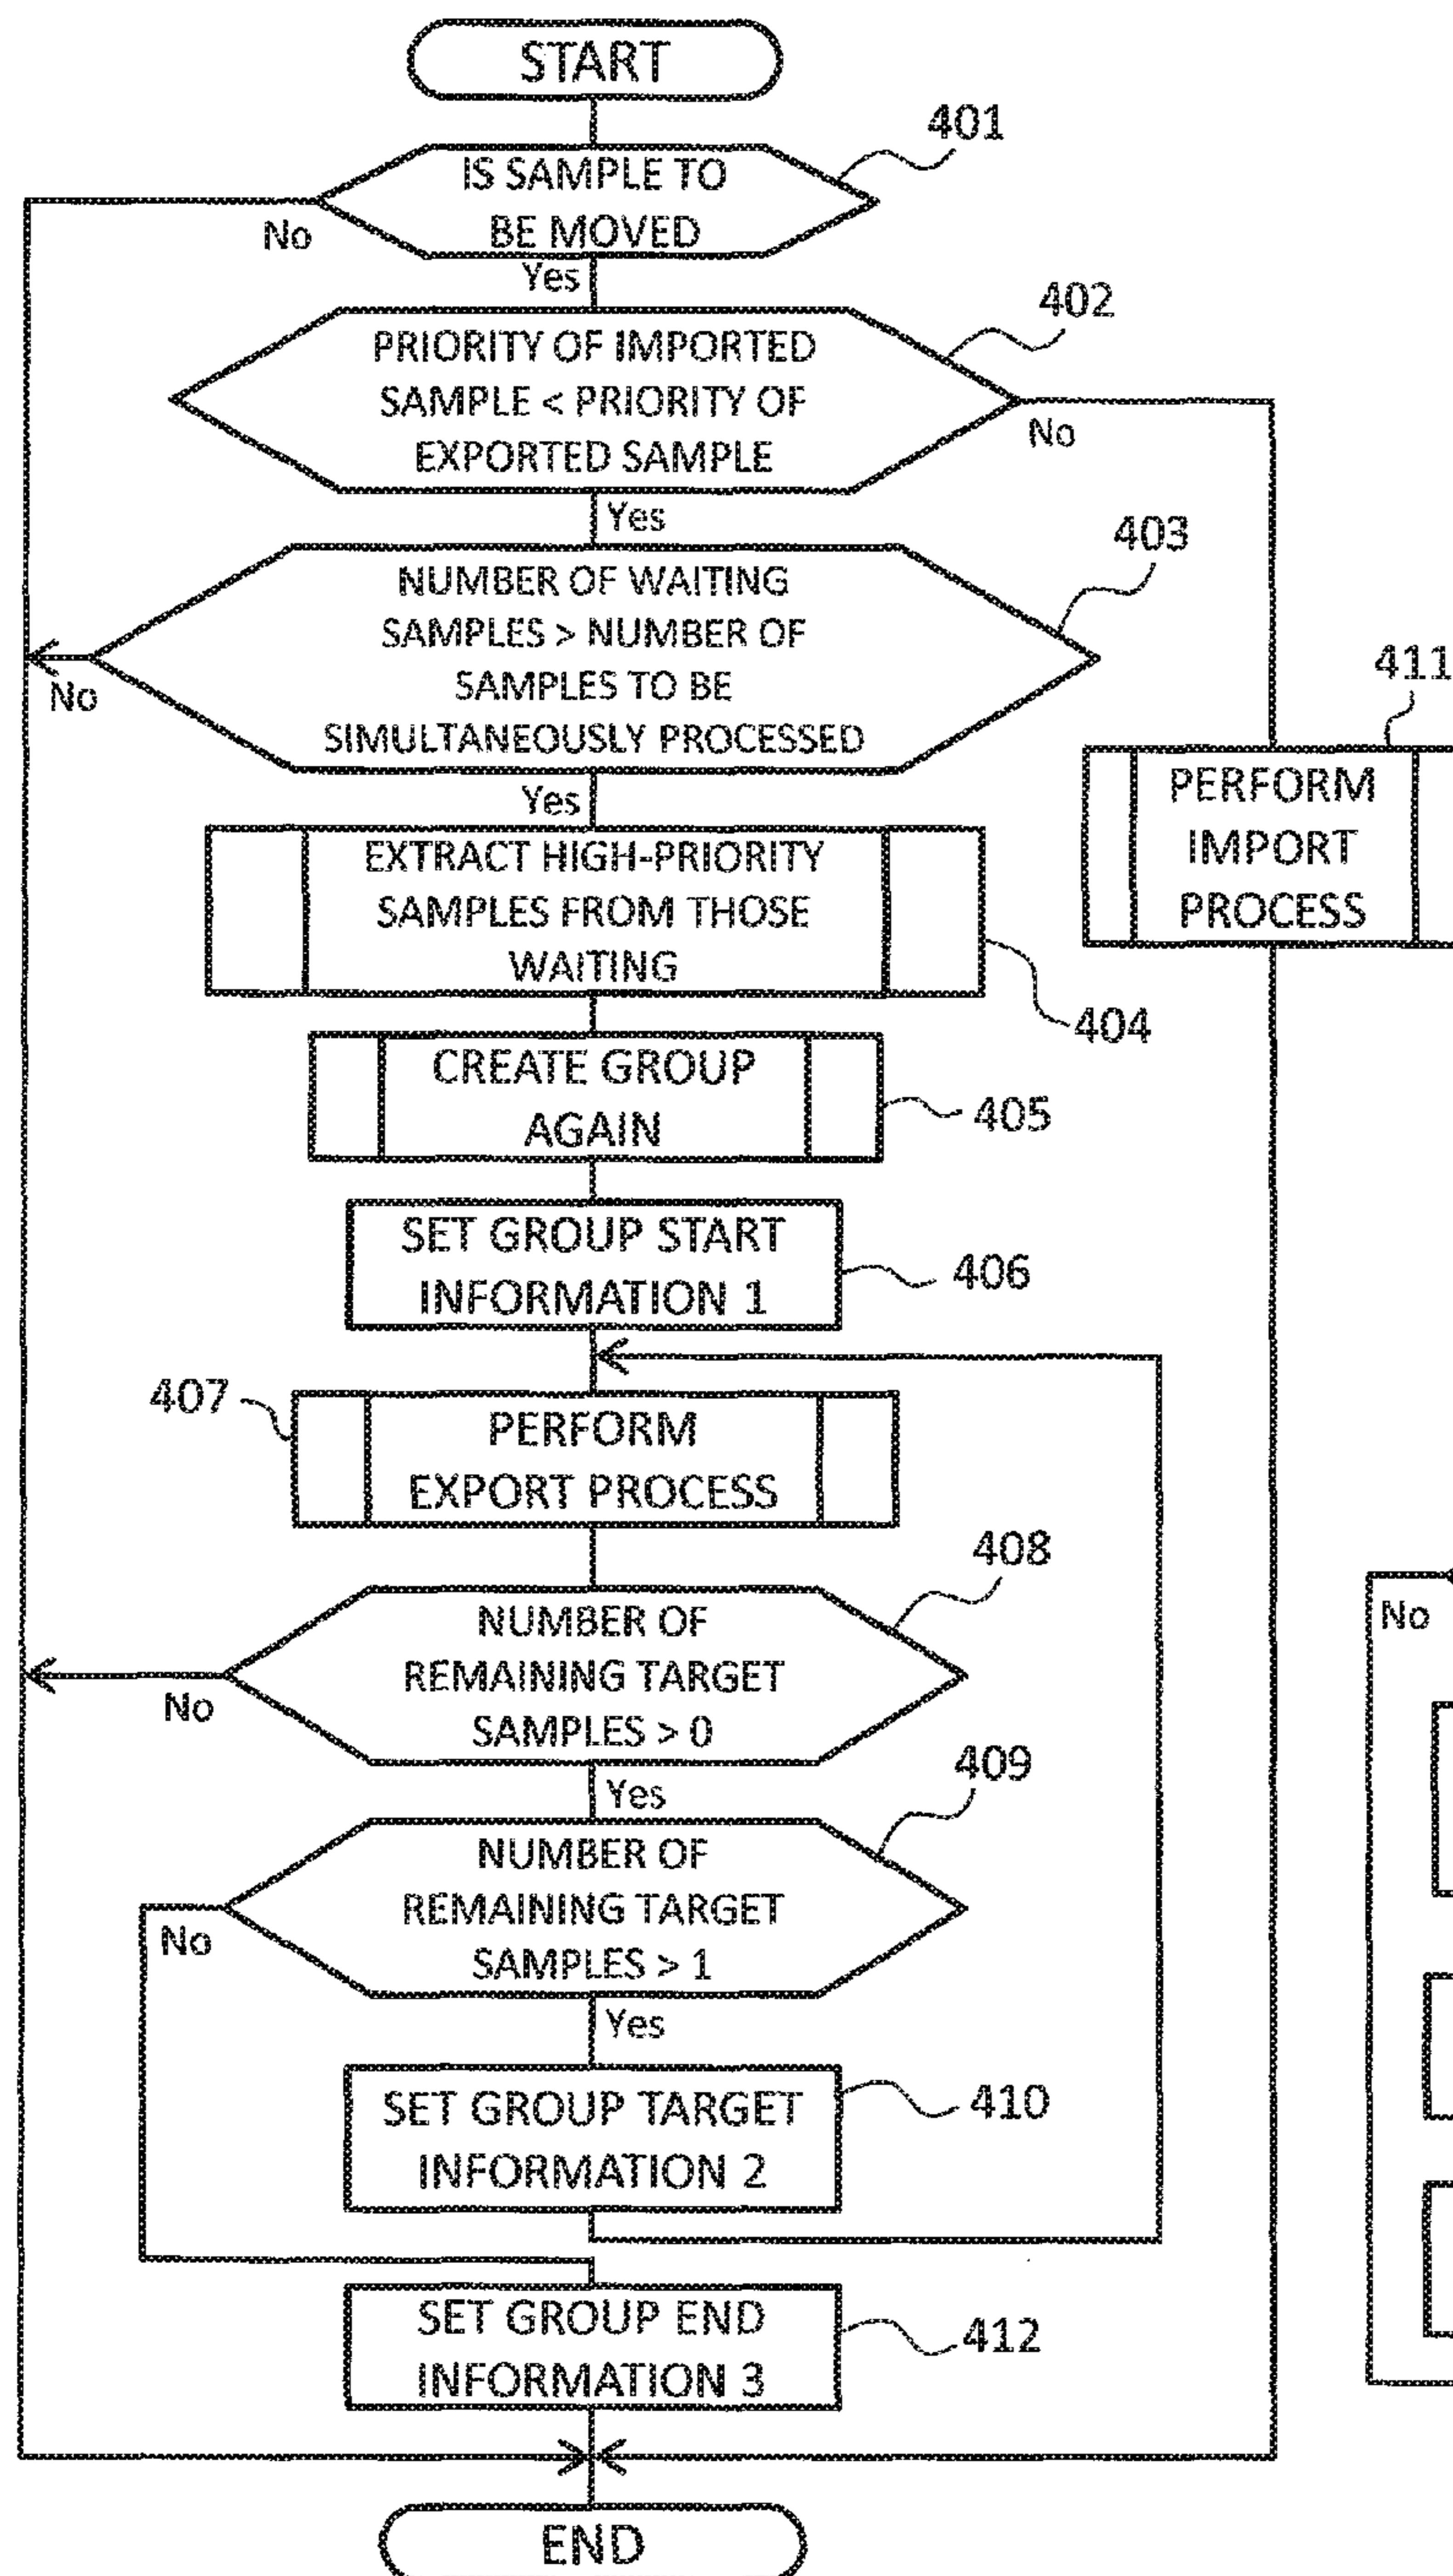 START
401
IS SAMPLE TO
BE MOVED
No
Yes
402
PRIORITY OF IMPORTED
SAMPLE < PRIORITY OF
EXPORTED SAMPLE
No
Yes
403
NUMBER OF WAITING
SAMPLES > NUMBER OF
SAMPLES TO BE
SIMULTANEOUSLY PROCESSED
No
Yes
411
PERFORM
IMPORT
PROCESS
EXTRACT HIGH-PRIORITY
SAMPLES FROM THOSE
WAITING
404
CREATE GROUP
AGAIN
405
SET GROUP START
INFORMATION 1
406
407
PERFORM
EXPORT PROCESS
408
NUMBER OF
REMAINING TARGET
SAMPLES > 0
No
Yes
No
409
NUMBER OF
REMAINING TARGET
SAMPLES > 1
No
Yes
SET GROUP TARGET
INFORMATION 2
410
SET GROUP END
INFORMATION 3
412
END